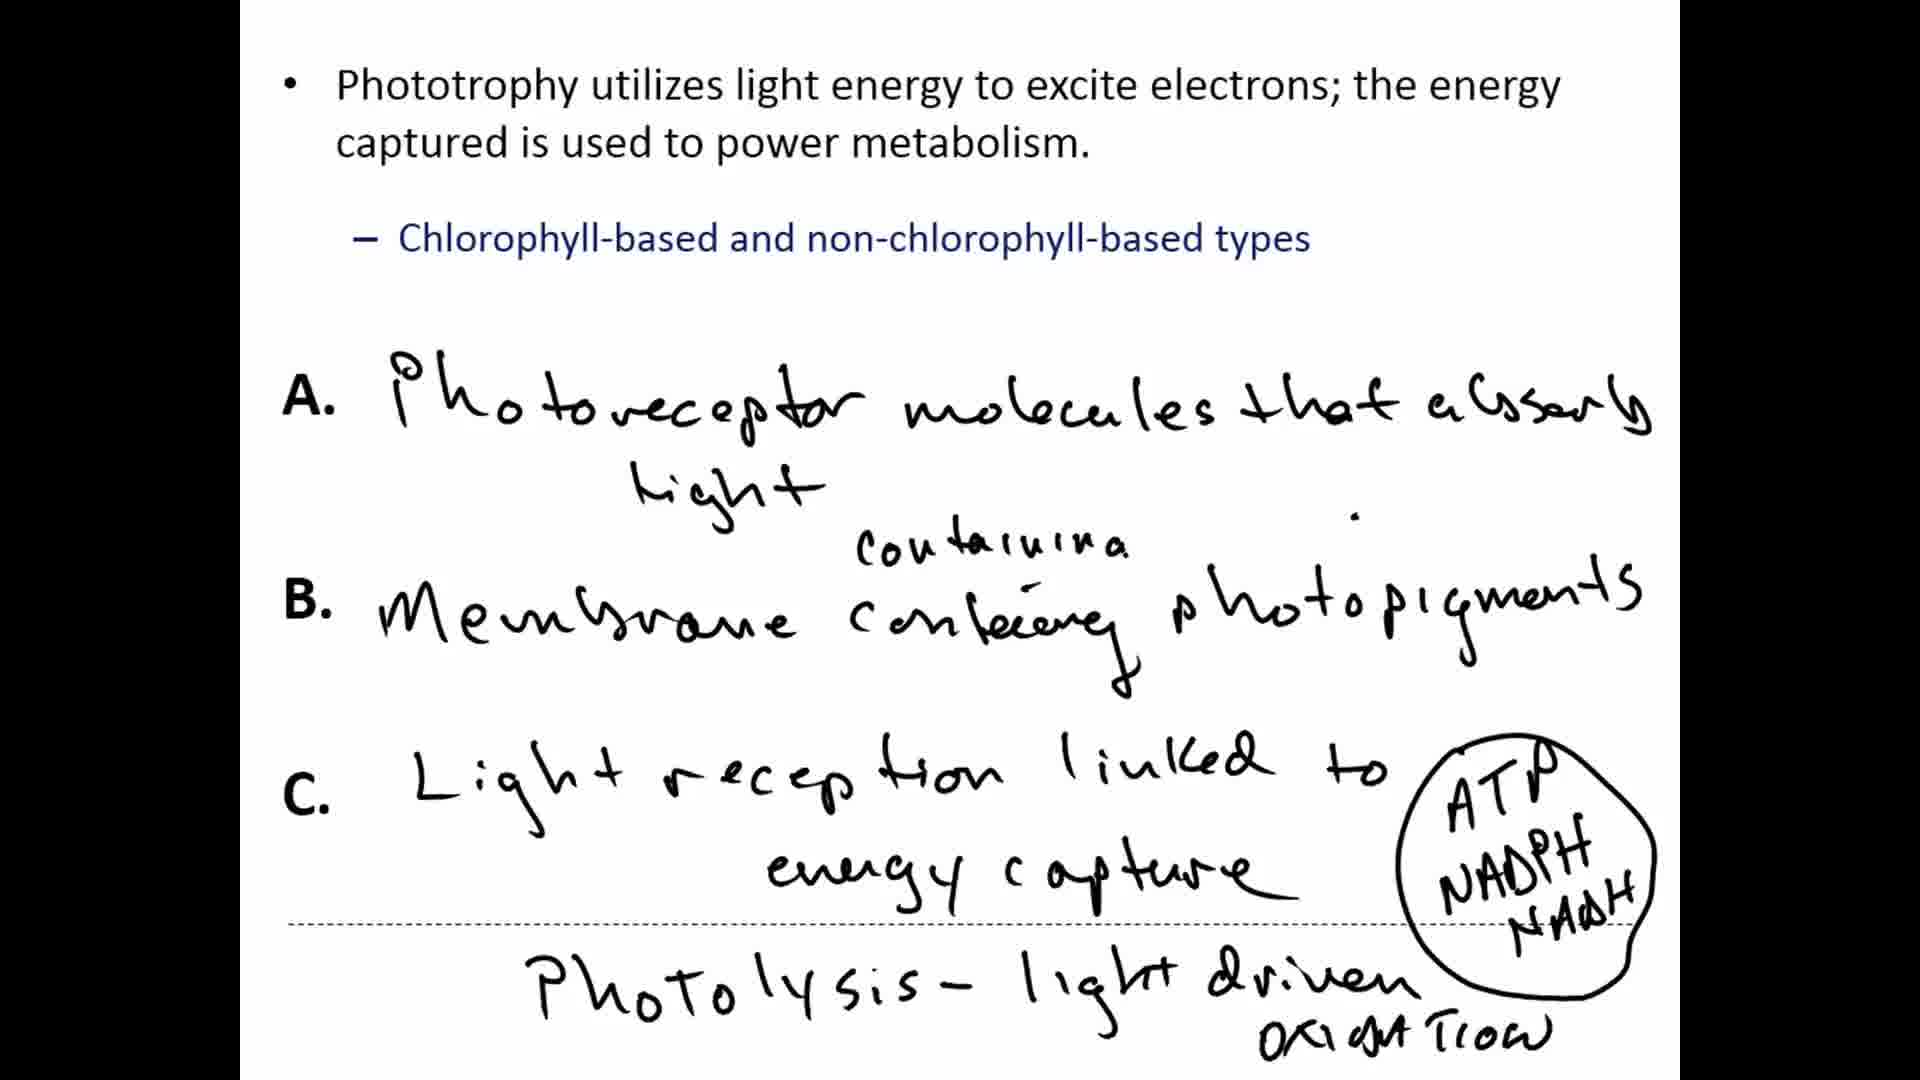 • Phototrophy utilizes light energy to excite electrons; the energy
captured is used to power metabolism.
– Chlorophyll-based and non-chlorophyll-based types
A. Photoreceptor molecules that absorb
light
containing
B. Membrane photopigments
C. Light reception linked to
energy capture
ATP
NADPH
NADH
Photolysis - light driven
OXIDATION